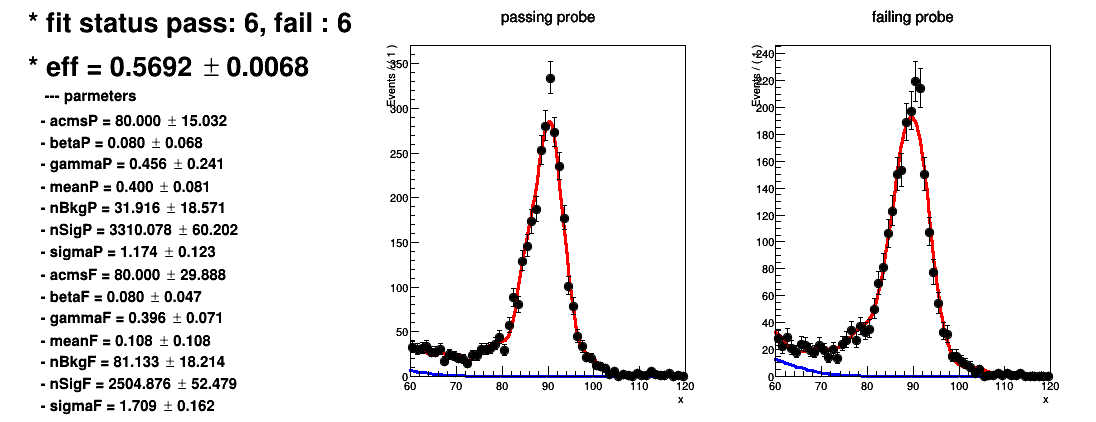 * fit status pass: 6, fail : 6
* eff = 0.5692 ± 0.0068
--- parmeters
- acmsP = 80.000 ± 15.032
- betaP = 0.080 ± 0.068
- gammaP = 0.456 ± 0.241
- meanP = 0.400 ± 0.081
- nBkgP = 31.916 ± 18.571
- nSigP = 3310.078 ± 60.202
- sigmaP = 1.174 ± 0.123
- acmsF = 80.000 ± 29.888
- betaF = 0.080 ± 0.047
- gammaF = 0.396 ± 0.071
- meanF = 0.108 ± 0.108
- nBkgF = 81.133 ± 18.214
- nSigF = 2504.876 ± 52.479
- sigmaF = 1.709 ± 0.162
passing probe
Events / ( 1 )
350
300
250
200
150
100
50
0
60 70 80 90 100 110 120
x
failing probe
Events / ( 1 )
240
220
200
180
160
140
120
100
80
60
40
20
0
60 70 80 90 100 110 120
x